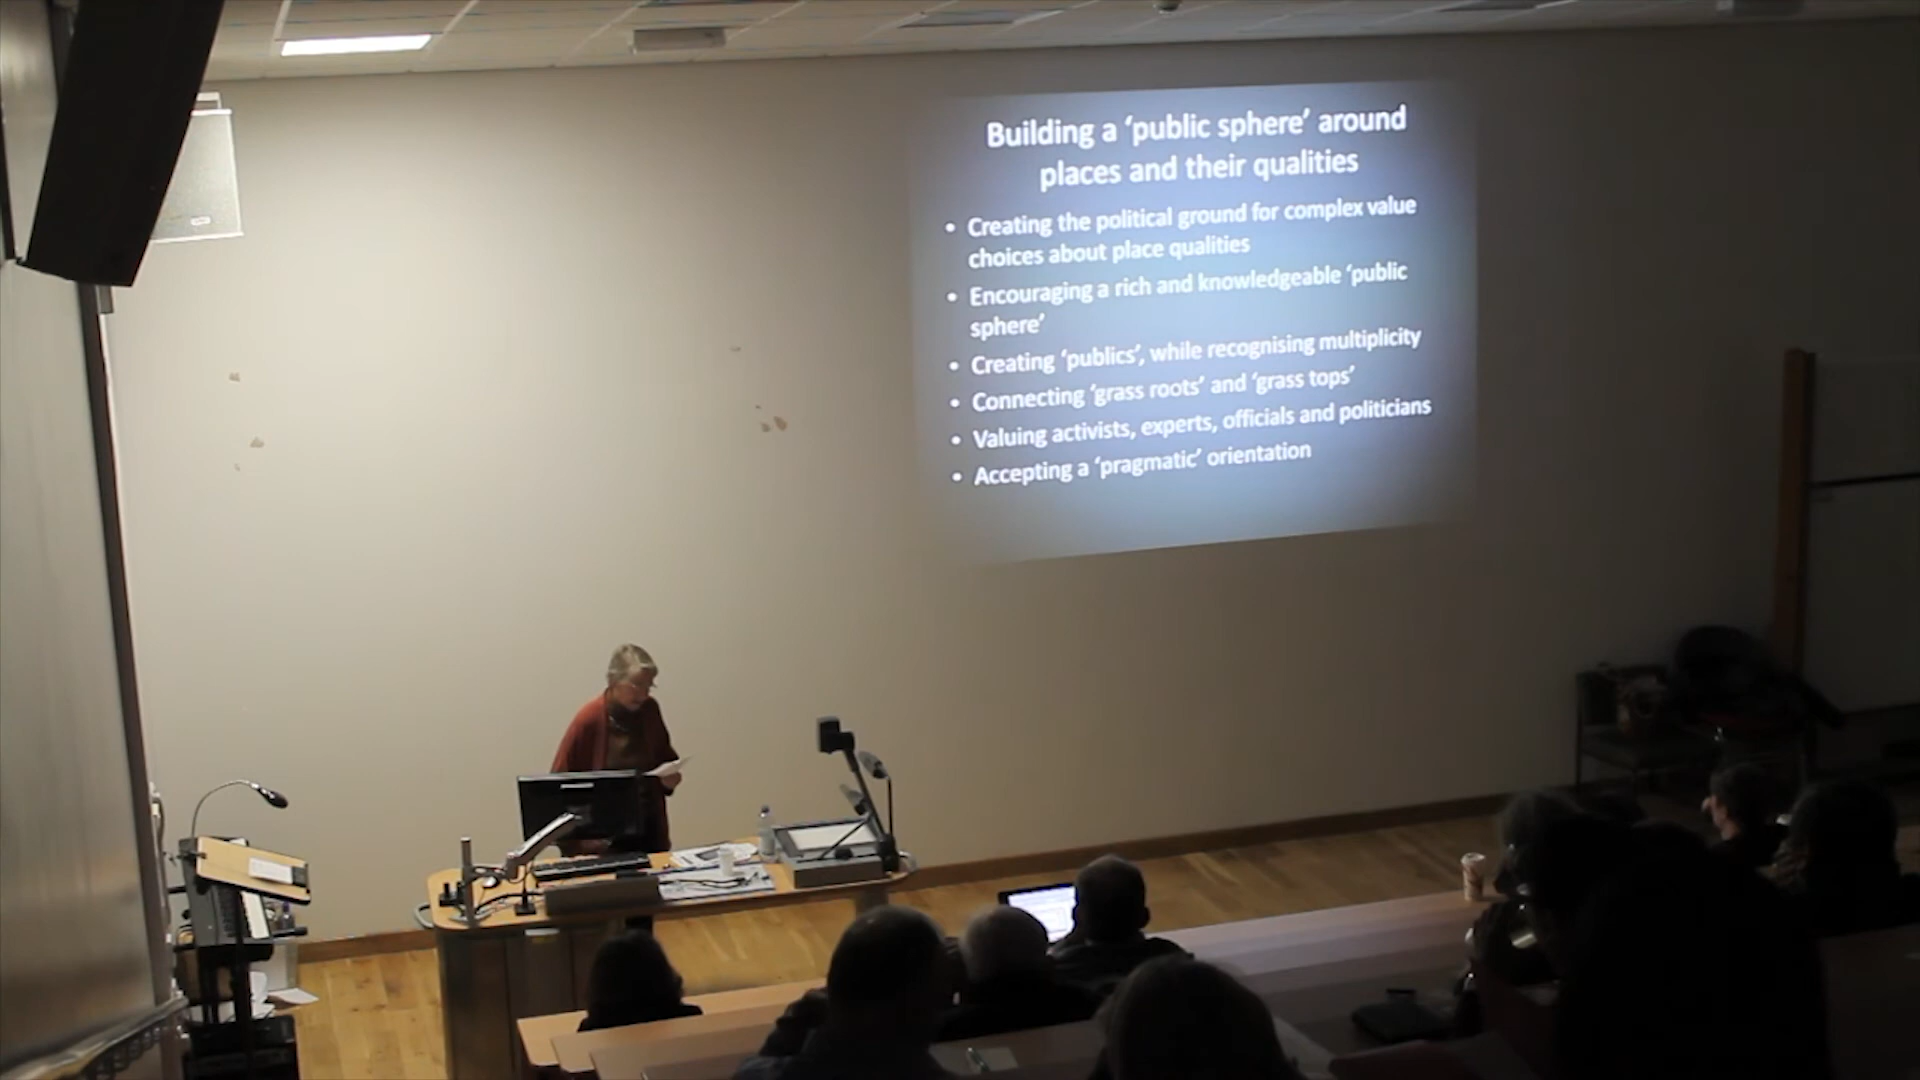 Building a ‘public sphere’ around
places and their qualities
• Creating the political ground for complex value
choices about place qualities
• Encouraging a rich and knowledgeable ‘public
sphere’
• Creating ‘publics’, while recognising multiplicity
• Connecting ‘grass roots’ and ‘grass tops’
• Valuing activists, experts, officials and politicians
• Accepting a ‘pragmatic’ orientation